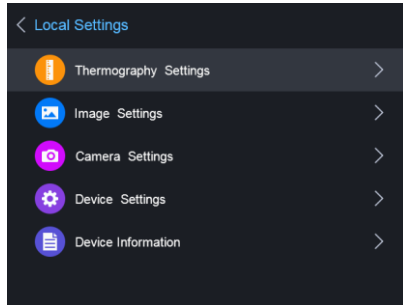 Local Settings
Thermography Settings
Image Settings
Camera Settings
Device Settings
Device Information